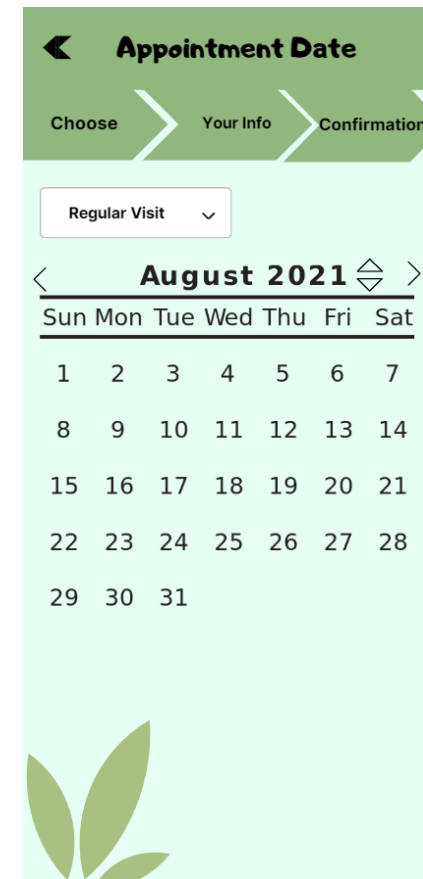 Appointment Date
Choose Your Info Confirmation
Regular Visit
August 2021
Sun Mon Tue Wed Thu Fri Sat
1 2 3 4 5 6 7
8 9 10 11 12 13 14
15 16 17 18 19 20 21
22 23 24 25 26 27 28
29 30 31